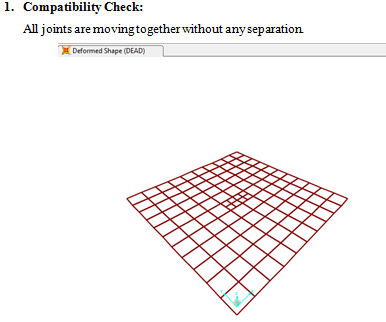 1. Compatibility Check:
All joints are moving together without any separation.
Deformed Shape (DEAD)